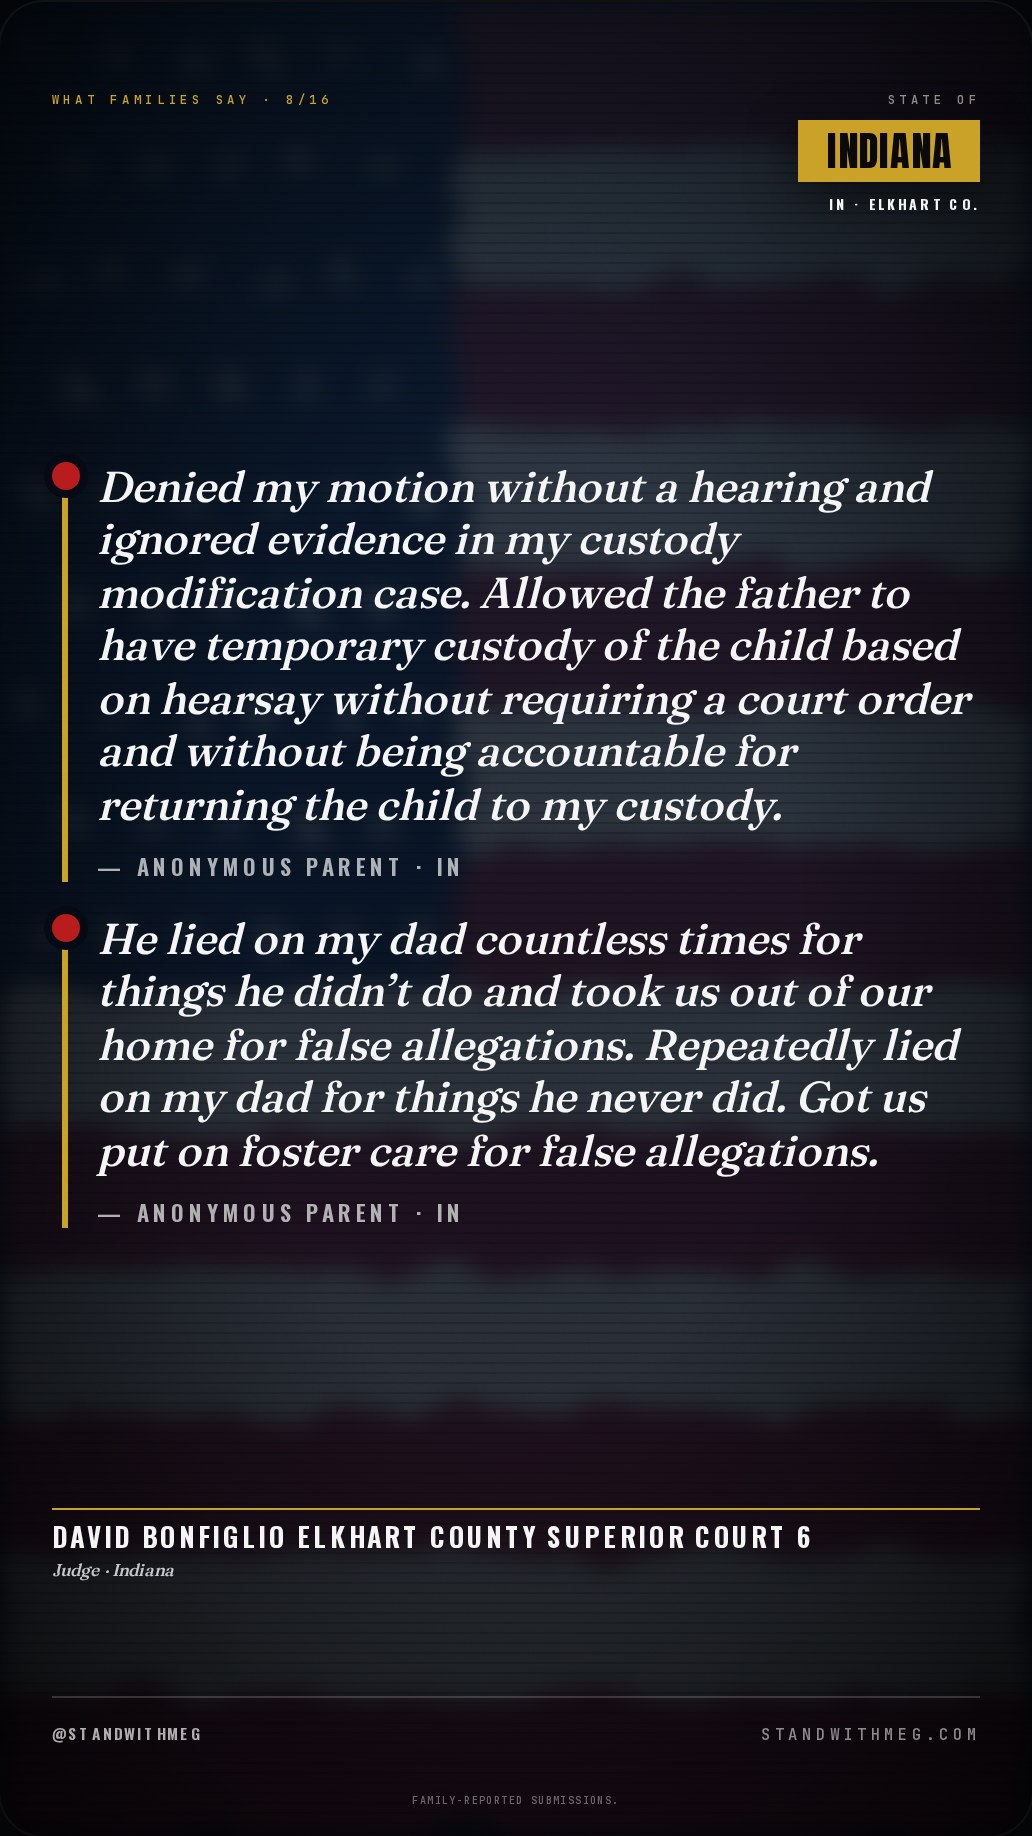 WHAT FAMILIES SAY · 8/16
STATE OF
INDIANA
IN · ELKHART CO.
Denied my motion without a hearing and
ignored evidence in my custody
modification case. Allowed the father to
have temporary custody of the child based
on hearsay without requiring a court order
and without being accountable for
returning the child to my custody.
— ANONYMOUS PARENT · IN
He lied on my dad countless times for
things he didn’t do and took us out of our
home for false allegations. Repeatedly lied
on my dad for things he never did. Got us
put on foster care for false allegations.
— ANONYMOUS PARENT · IN
DAVID BONFIGLIO ELKHART COUNTY SUPERIOR COURT 6
Judge · Indiana
@STANDWITHMEG
STANDWITHMEG.COM
FAMILY-REPORTED SUBMISSIONS.